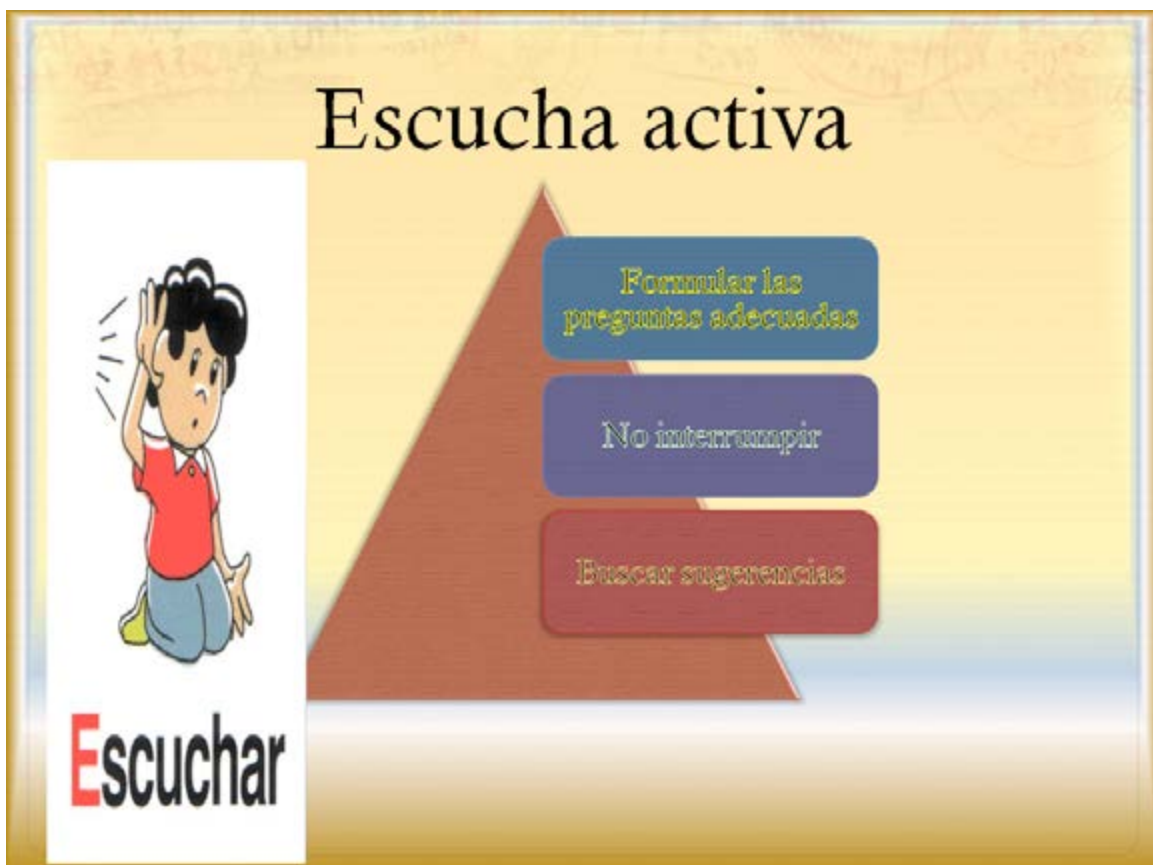 Escucha activa
Formular las
preguntas adecuadas
No interrumpir
Buscar sugerencias
Escuchar